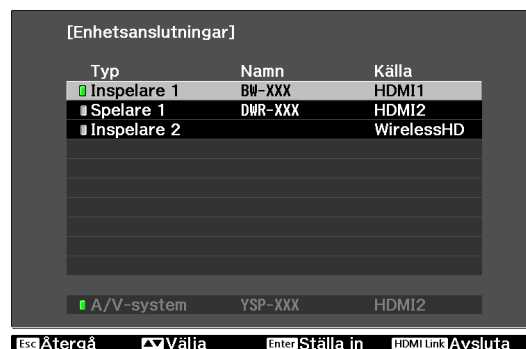 [Enhetsanslutningar]
Typ Namn Källa
Inspelare 1 BW-XXX HDMI1
Spelare 1 DWR-XXX HDMI2
Inspelare 2 WirelessHD
A/V-system YSP-XXX HDMI2
Esc Återgå Välja Enter Ställa in HDMI Link Avsluta